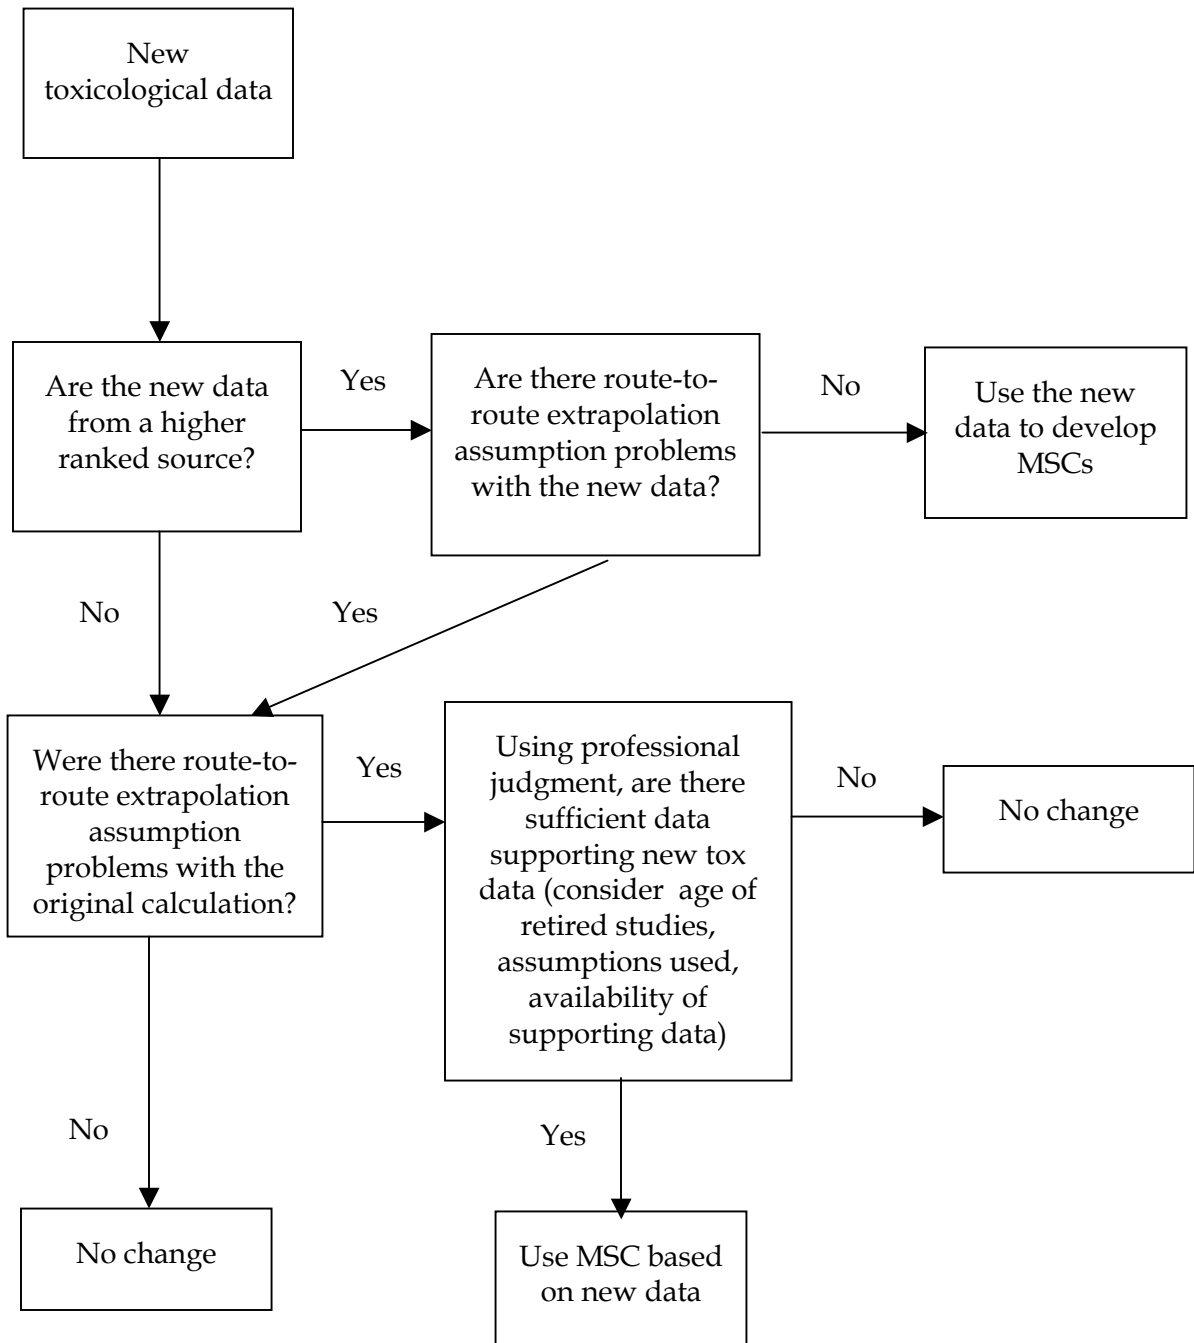 New
toxicological data
Are the new data
from a higher
ranked source?
Yes
Are there route-to-
route extrapolation
assumption problems
with the new data?
No
Use the new
data to develop
MSCs
No
Yes
Were there route-to-
route extrapolation
assumption
problems with the
original calculation?
Yes
Using professional
judgment, are there
sufficient data
supporting new tox
data (consider age of
retired studies,
assumptions used,
availability of
supporting data)
No
No change
No
Yes
No change
Use MSC based
on new data